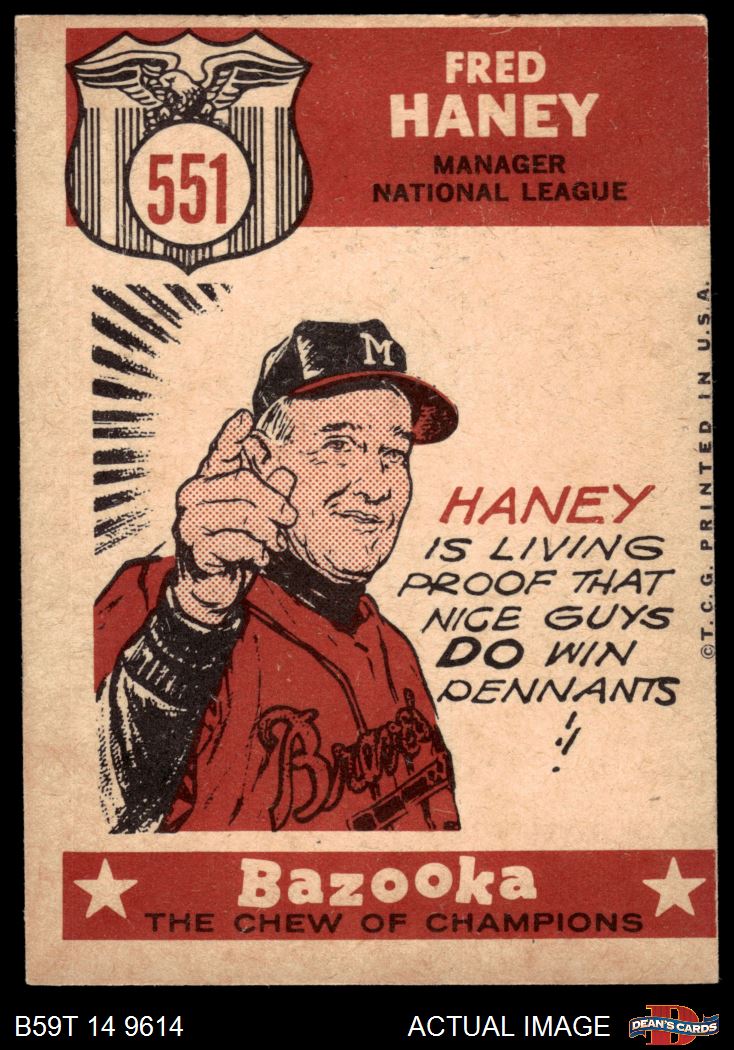 551
FRED
HANEY
MANAGER
NATIONAL LEAGUE
M
HANEY
IS LIVING
PROOF THAT
NICE GUYS
DO WIN
PENNANTS
!!
Braves
©T.C.G. PRINTED IN U.S.A.
Bazooka
THE CHEW OF CHAMPIONS
B59T 14 9614
ACTUAL IMAGE
B
DEAN'S CARDS